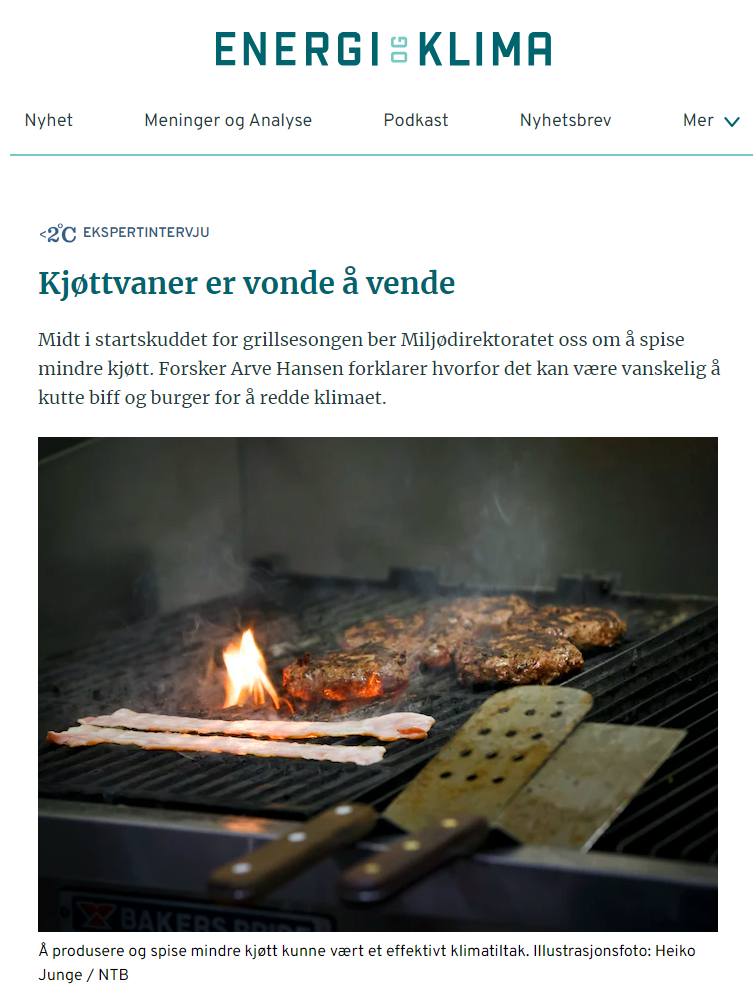 ENERGI OG KLIMA
Nyhet Meninger og Analyse Podkast Nyhetsbrev Mer
<2°C EKSPERTINTERVJU
Kjøttvaner er vonde å vende
Midt i startskuddet for grillsesongen ber Miljødirektoratet oss om å spise
mindre kjøtt. Forsker Arve Hansen forklarer hvorfor det kan være vanskelig å
kutte biff og burger for å redde klimaet.
BAKERS PRIDE
Å produsere og spise mindre kjøtt kunne vært et effektivt klimatiltak. Illustrasjonsfoto: Heiko
Junge / NTB